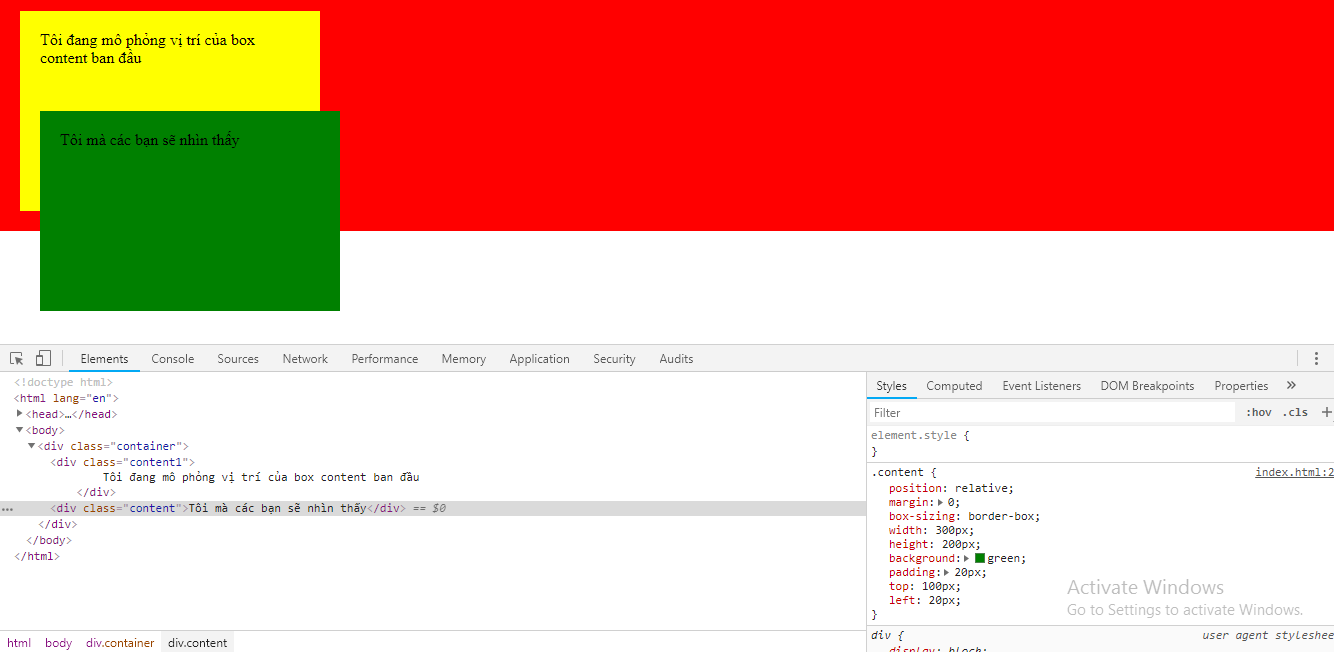 Tôi đang mô phỏng vị trí của box
content ban đầu
Tôi mà các bạn sẽ nhìn thấy
Elements Console Sources Network Performance Memory Application Security Audits
<!doctype html>
<html lang="en">
<head>…</head>
<body>
<div class="container">
<div class="content1">
Tôi đang mô phỏng vị trí của box content ban đầu
</div>
<div class="content">Tôi mà các bạn sẽ nhìn thấy</div> == $0
</div>
</body>
</html>
html body div.container div.content
Styles Computed Event Listeners DOM Breakpoints Properties »
Filter :hov .cls +
element.style {
}
.content { index.html:2
position: relative;
margin: 0;
box-sizing: border-box;
width: 300px;
height: 200px;
background: green;
padding: 20px;
top: 100px;
left: 20px;
}
Activate Windows
Go to Settings to activate Windows.
div { user agent styleshee
display: block;